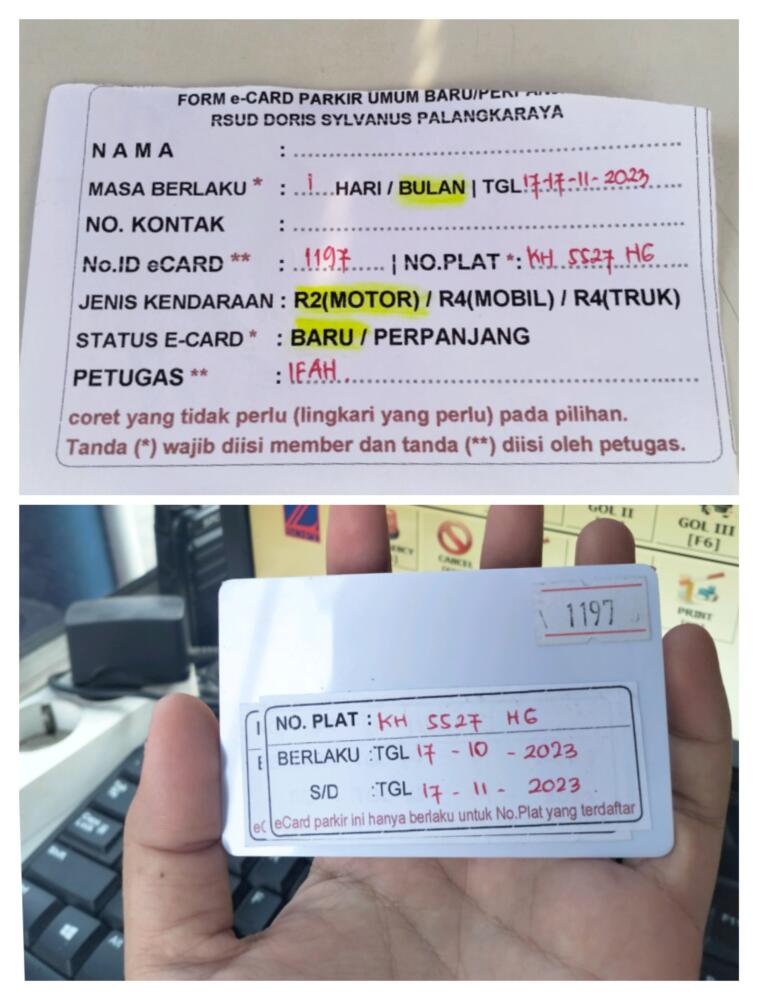 FORM e-CARD PARKIR UMUM BARU/PERPANJ
RSUD DORIS SYLVANUS PALANGKARAYA
NAMA :
MASA BERLAKU * : 1 HARI / BULAN | TGL. 17-17-11-2023
NO. KONTAK :
No.ID eCARD ** : 1197 | NO.PLAT *: KH 5527 HG
JENIS KENDARAAN : R2(MOTOR) / R4(MOBIL) / R4(TRUK)
STATUS E-CARD * : BARU / PERPANJANG
PETUGAS ** : IFAH.
coret yang tidak perlu (lingkari yang perlu) pada pilihan.
Tanda (*) wajib diisi member dan tanda (**) diisi oleh petugas.
GOL II
GOL III
[F6]
CANCEL
PRINT
1197
NO. PLAT : KH 5527 HG
BERLAKU :TGL 17 - 10 - 2023
S/D :TGL 17 - 11 - 2023
eCard parkir ini hanya berlaku untuk No.Plat yang terdaftar